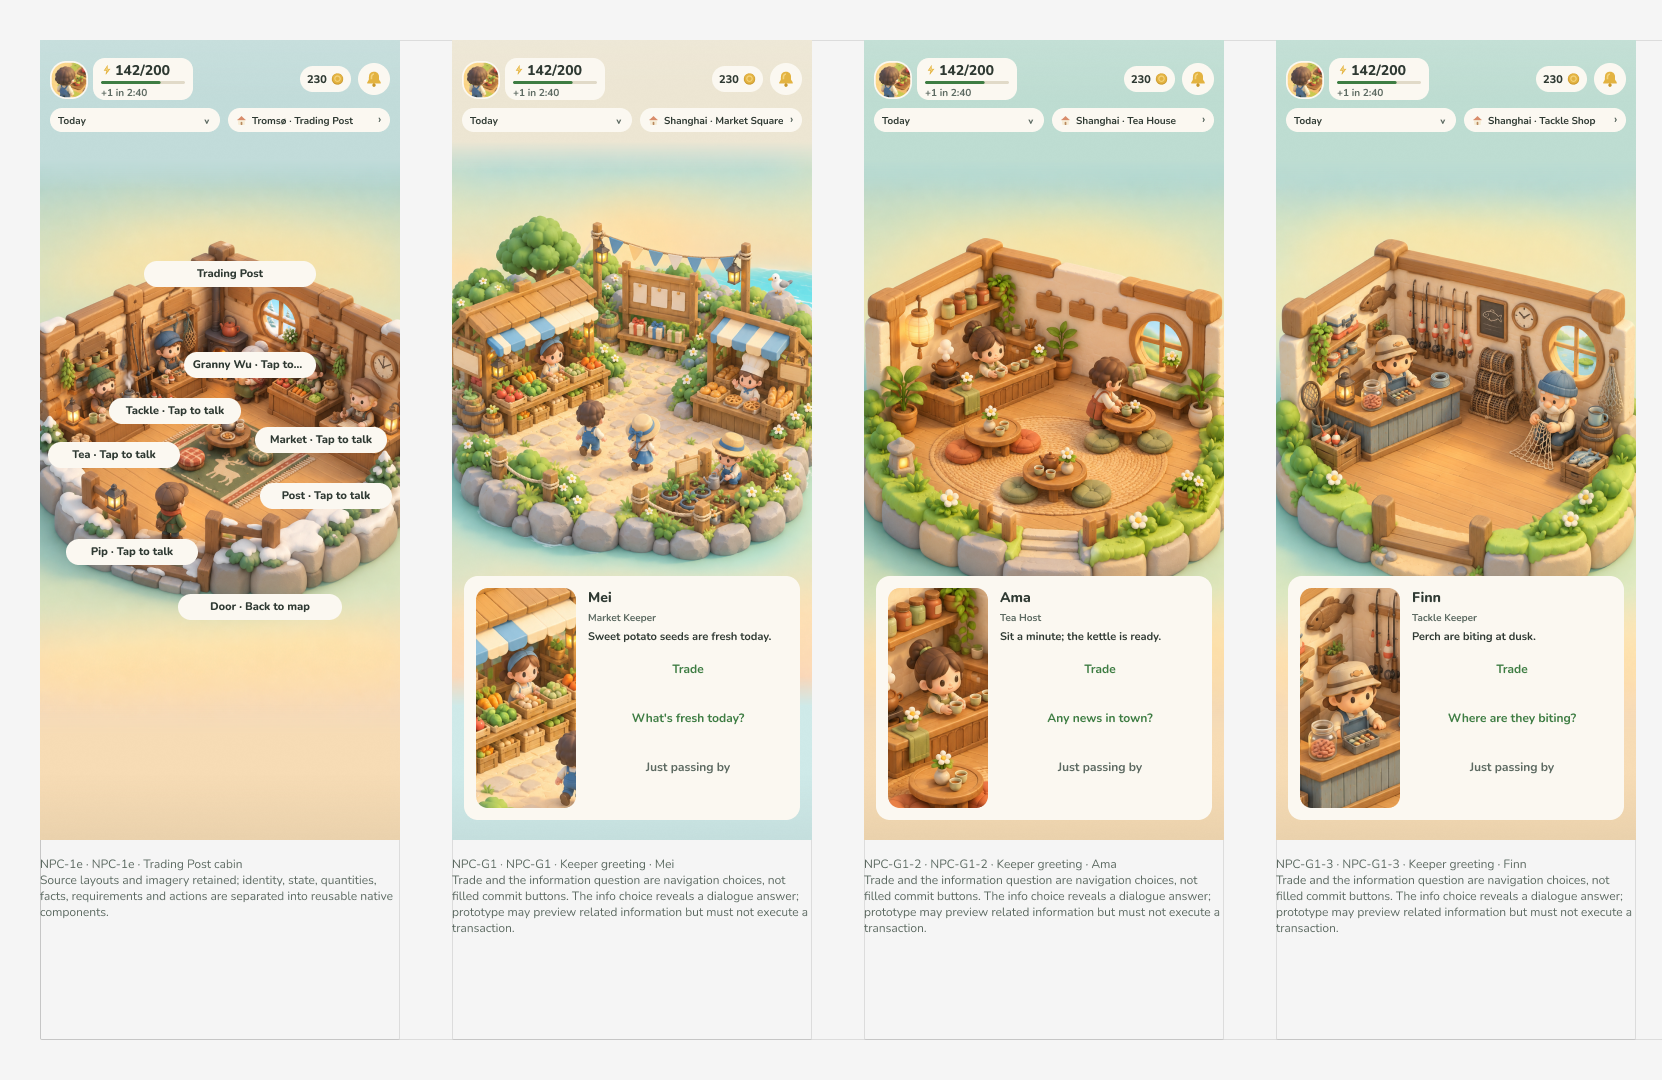 142/200
+1 in 2:40
230
Today
Tromsø · Trading Post
Trading Post
Granny Wu · Tap to...
Tackle · Tap to talk
Market · Tap to talk
Tea · Tap to talk
Post · Tap to talk
Pip · Tap to talk
Door · Back to map
NPC-1e · NPC-1e · Trading Post cabin
Source layouts and imagery retained; identity, state, quantities,
facts, requirements and actions are separated into reusable native
components.
142/200
+1 in 2:40
230
Today
Shanghai · Market Square
Mei
Market Keeper
Sweet potato seeds are fresh today.
Trade
What's fresh today?
Just passing by
NPC-G1 · NPC-G1 · Keeper greeting · Mei
Trade and the information question are navigation choices, not
filled commit buttons. The info choice reveals a dialogue answer;
prototype may preview related information but must not execute a
transaction.
142/200
+1 in 2:40
230
Today
Shanghai · Tea House
Ama
Tea Host
Sit a minute; the kettle is ready.
Trade
Any news in town?
Just passing by
NPC-G1-2 · NPC-G1-2 · Keeper greeting · Ama
Trade and the information question are navigation choices, not
filled commit buttons. The info choice reveals a dialogue answer;
prototype may preview related information but must not execute a
transaction.
142/200
+1 in 2:40
230
Today
Shanghai · Tackle Shop
Finn
Tackle Keeper
Perch are biting at dusk.
Trade
Where are they biting?
Just passing by
NPC-G1-3 · NPC-G1-3 · Keeper greeting · Finn
Trade and the information question are navigation choices, not
filled commit buttons. The info choice reveals a dialogue answer;
prototype may preview related information but must not execute a
transaction.